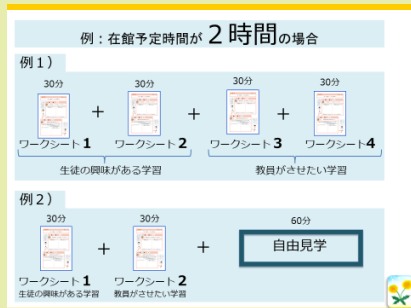 例：在館予定時間が 2時間の場合
例1）
30分 30分 30分 30分
+ + +
ワークシート1 ワークシート2 ワークシート3 ワークシート4
生徒の興味がある学習 教員がさせたい学習
例2）
30分 30分 60分
+ + 自由見学
ワークシート1 ワークシート2
生徒の興味がある学習 教員がさせたい学習